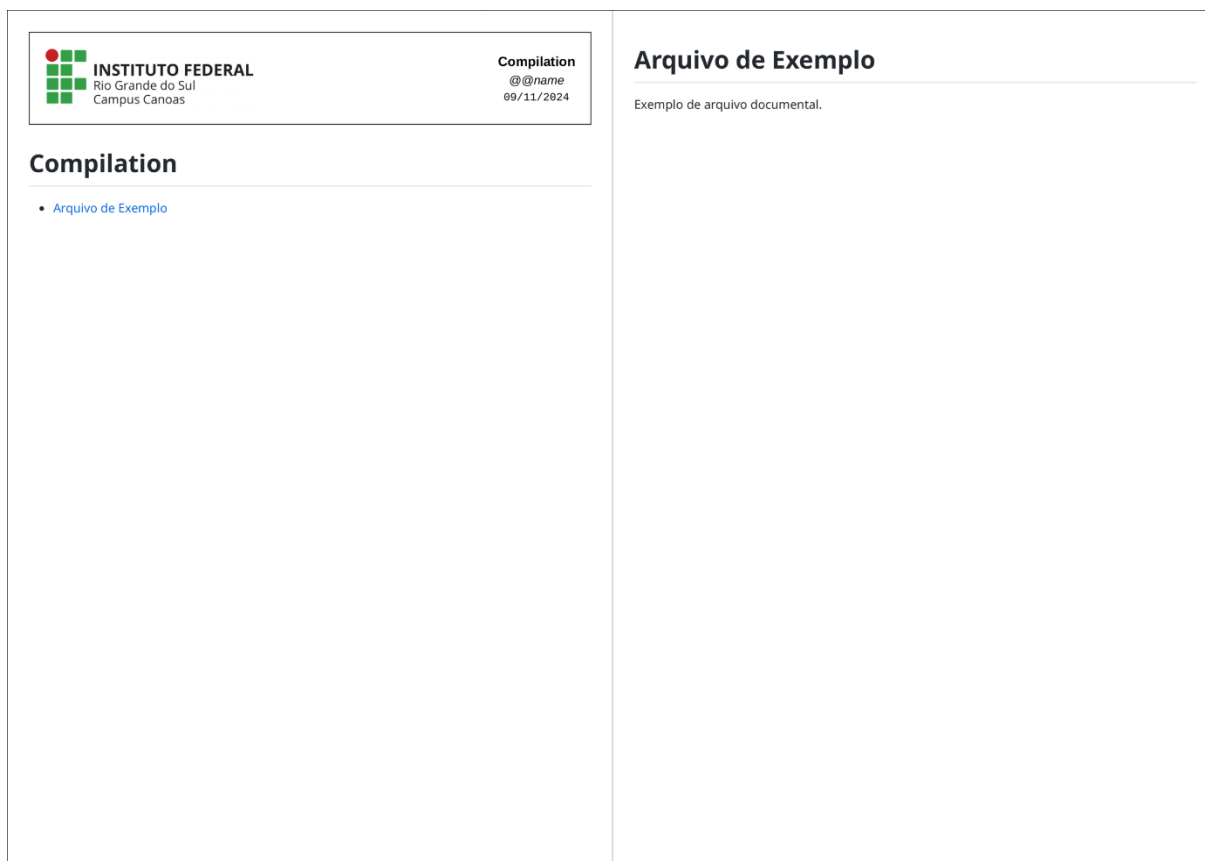 INSTITUTO FEDERAL
Rio Grande do Sul
Campus Canoas
Compilation
@@name
09/11/2024
Compilation
Arquivo de Exemplo
Arquivo de Exemplo
Exemplo de arquivo documental.